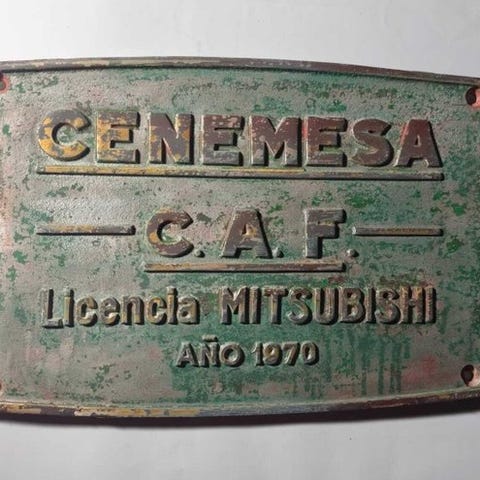 CENEMESA
C. A. F.
Licencia MITSUBISHI
AÑO 1970